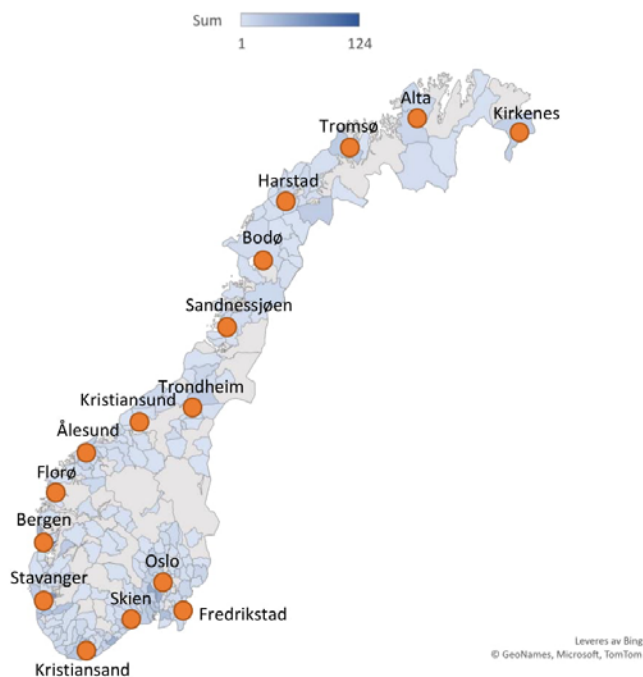 Sum
1 124
Alta
Kirkenes
Tromsø
Harstad
Bodø
Sandnessjøen
Trondheim
Kristiansund
Ålesund
Florø
Bergen
Oslo
Stavanger
Skien
Fredrikstad
Kristiansand
Leveres av Bing
© GeoNames, Microsoft, TomTom